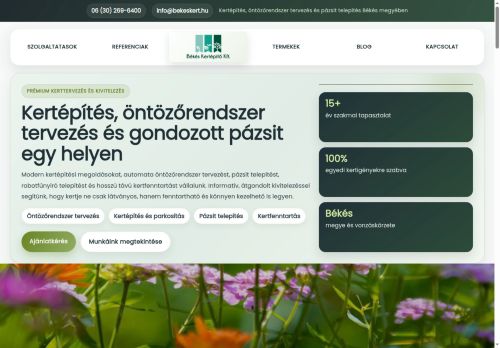 06 (30) 269-6400 info@bekeskert.hu Kertépítés, öntözőrendszer tervezés és pázsit telepítés Békés megyében
SZOLGALTATASOK REFERENCIAK Békés Kertépítő Kft. TERMEKEK BLOG KAPCSOLAT
PRÉMIUM KERTTERVEZÉS ÉS KIVITELEZÉS
Kertépítés, öntözőrendszer
tervezés és gondozott pázsit
egy helyen
Modern kertépítési megoldásokat, automata öntözőrendszer tervezést, pázsit telepítést,
robotfűnyíró telepítést és hosszú távú kertfenntartást vállalunk. Informatív, átgondolt kivitelezéssel
segítünk, hogy kertje ne csak látványos, hanem fenntartható és könnyen kezelhető is legyen.
Öntözőrendszer tervezés Kertépítés és parkosítás Pázsit telepítés Kertfenntartás
Ajánlatkérés Munkáink megtekintése
15+
év szakmai tapasztalat
100%
egyedi kertigényekre szabva
Békés
megye és vonzáskörzete